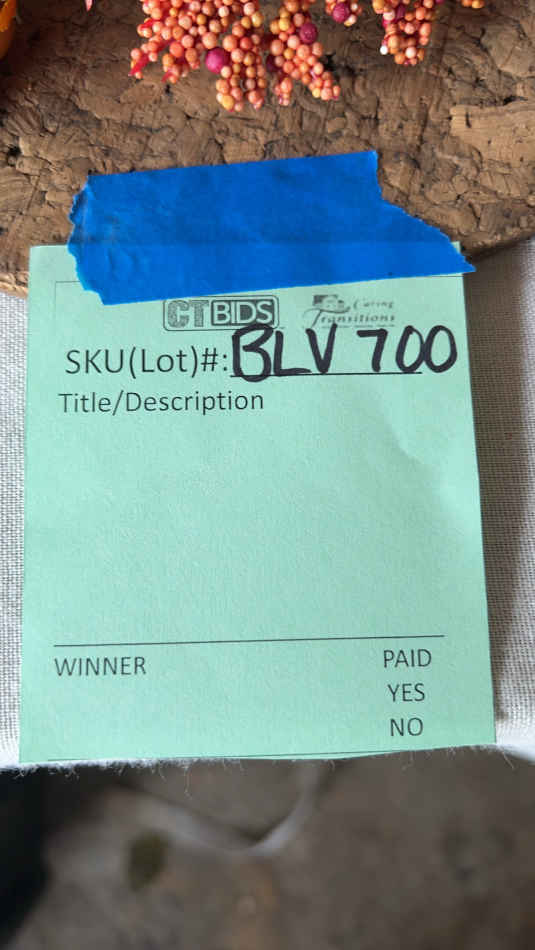 CTBIDS Caring
Transitions
SKU(Lot)#: BLV 700
Title/Description
WINNER PAID
YES
NO